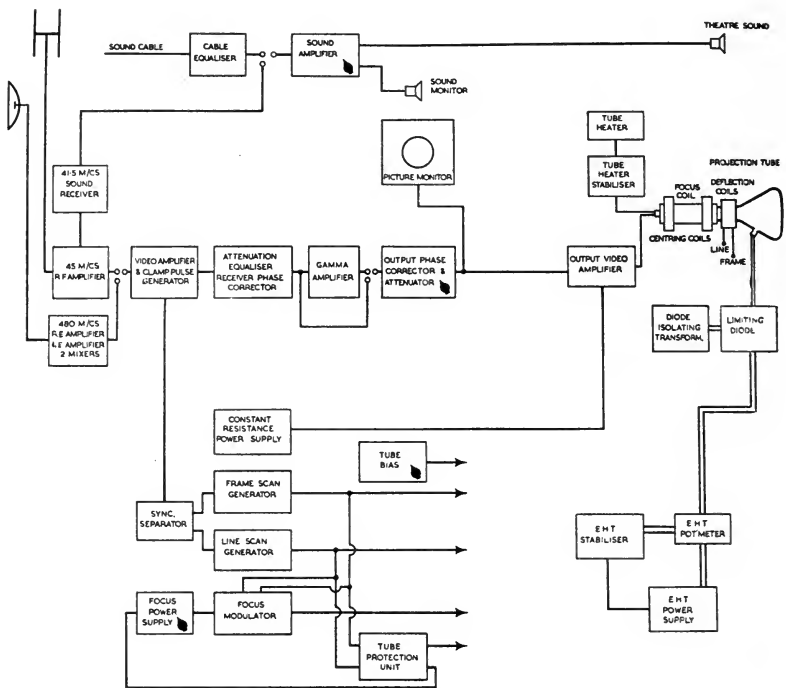 THEATRE SOUND
SOUND CABLE
CABLE
EQUALISER
SOUND
AMPLIFIER
SOUND
MONITOR
TUBE
HEATER
PICTURE MONITOR
TUBE
HEATER
STABILISER
PROJECTION TUBE
FOCUS
COIL
DEFLECTION
COILS
CENTRING COILS
LINE
FRAME
41·5 M/CS
SOUND
RECEIVER
45 M/CS
R F AMPLIFIER
VIDEO AMPLIFIER
& CLAMP PULSE
GENERATOR
ATTENUATION
EQUALISER
RECEIVER PHASE
CORRECTOR
GAMMA
AMPLIFIER
OUTPUT PHASE
CORRECTOR &
ATTENUATOR
OUTPUT VIDEO
AMPLIFIER
480 M/CS
R.F. AMPLIFIER
I.F. AMPLIFIER
2 MIXERS
DIODE
ISOLATING
TRANSFORM.
LIMITING
DIODE
CONSTANT
RESISTANCE
POWER SUPPLY
TUBE
BIAS
FRAME SCAN
GENERATOR
SYNC.
SEPARATOR
LINE SCAN
GENERATOR
E H T
STABILISER
E H T
POT'METER
FOCUS
POWER
SUPPLY
FOCUS
MODULATOR
E H T
POWER
SUPPLY
TUBE
PROTECTION
UNIT